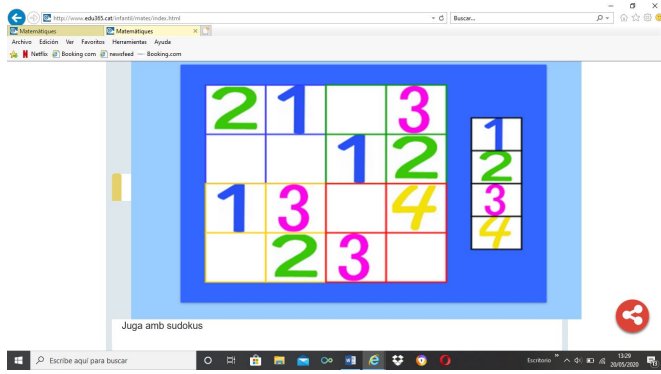 http://www.edu365.cat/infantil/mates/index.html
Buscar...
Matemàtiques
Matemàtiques
Archivo Edición Ver Favoritos Herramientas Ayuda
Netflix Booking.com newsfeed — Booking.com
2 1 3
1 2
1 3 4
2 3
1
2
3
4
Juga amb sudokus
Escribe aquí para buscar
Escritorio
13:29
20/05/2020